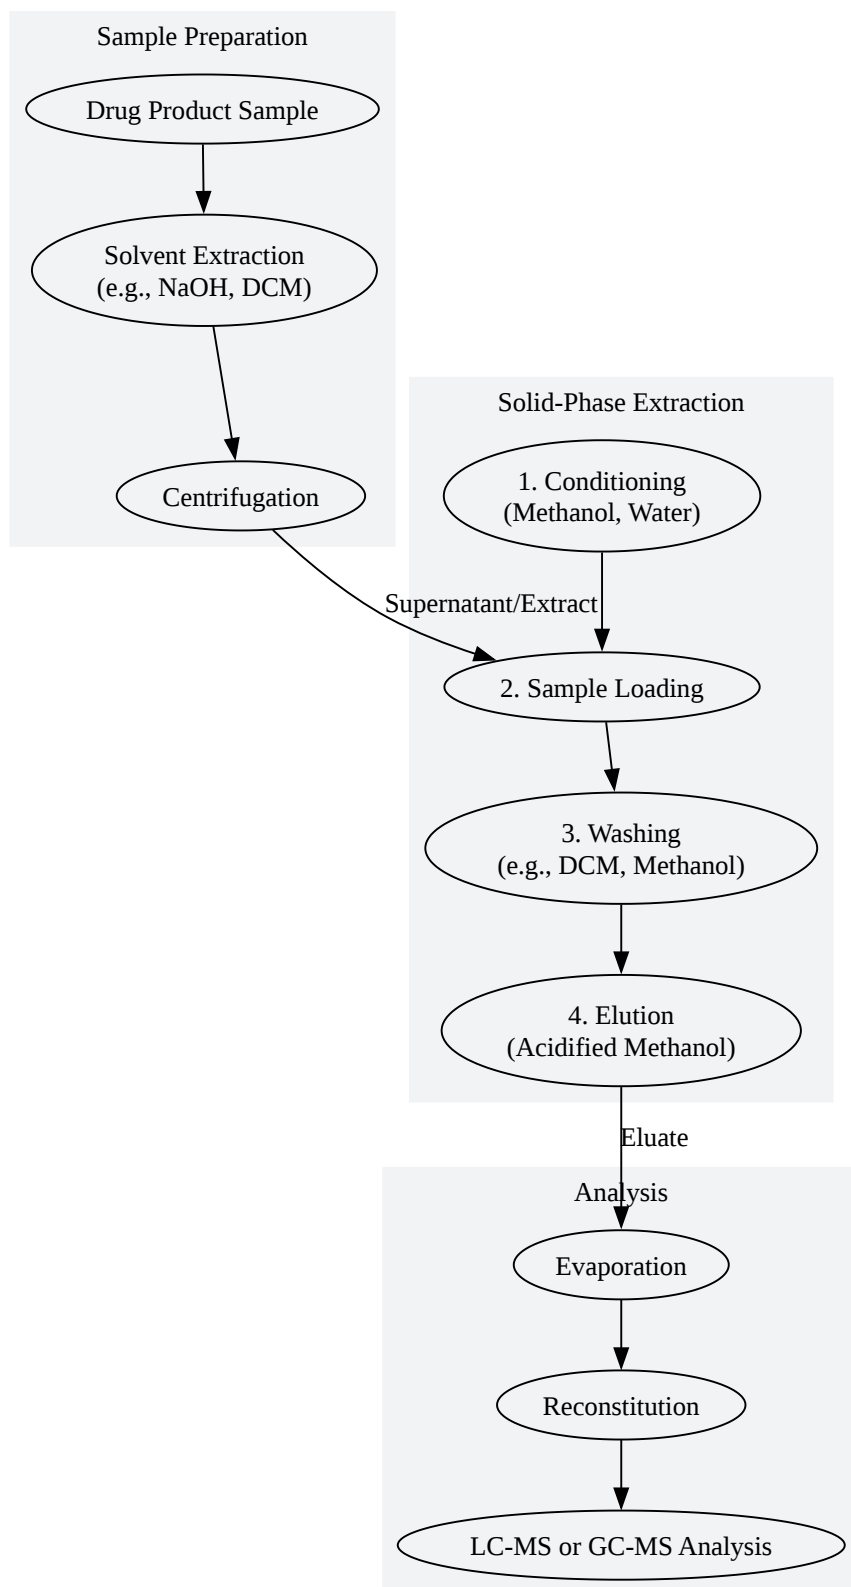 Sample Preparation
Drug Product Sample
Solvent Extraction
(e.g., NaOH, DCM)
Centrifugation
Solid-Phase Extraction
1. Conditioning
(Methanol, Water)
Supernatant/Extract
2. Sample Loading
3. Washing
(e.g., DCM, Methanol)
4. Elution
(Acidified Methanol)
Eluate
Analysis
Evaporation
Reconstitution
LC-MS or GC-MS Analysis